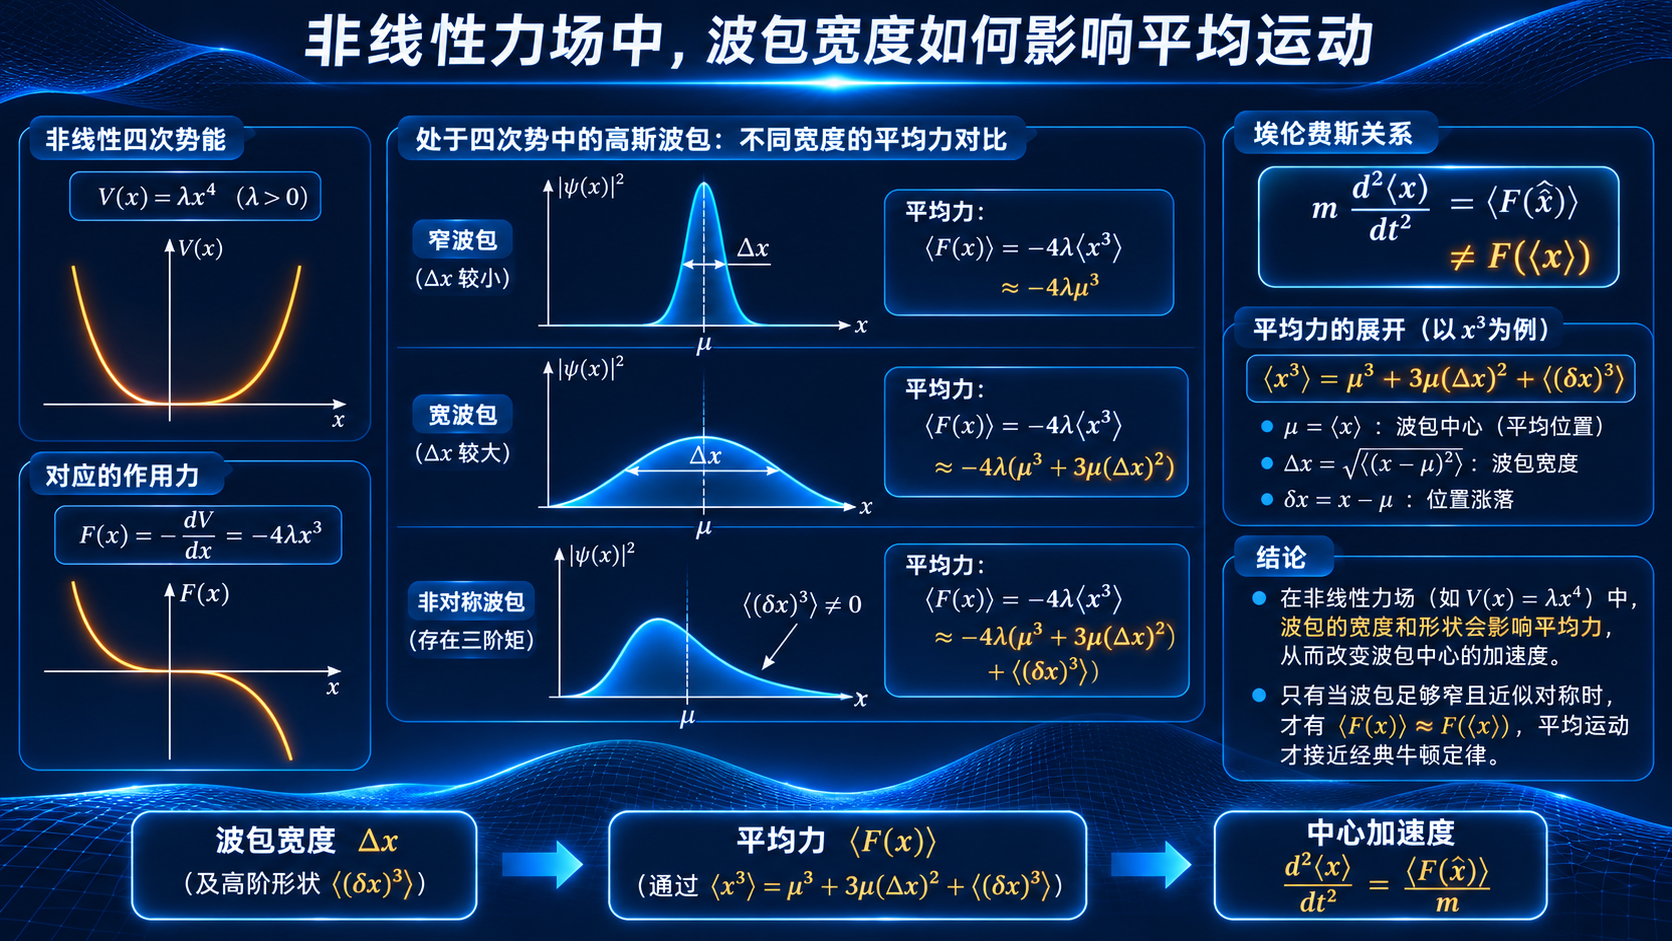 非线性力场中，波包宽度如何影响平均运动
非线性四次势能
V(x) = λx⁴ (λ > 0)
V(x)
x
对应的作用力
F(x) = − dV/dx = −4λx³
F(x)
x
处于四次势中的高斯波包：不同宽度的平均力对比
窄波包
(Δx 较小)
|ψ(x)|²
Δx
x
μ
平均力：
⟨F(x)⟩ = −4λ⟨x³⟩
≈ −4λμ³
宽波包
(Δx 较大)
|ψ(x)|²
Δx
x
μ
平均力：
⟨F(x)⟩ = −4λ⟨x³⟩
≈ −4λ(μ³ + 3μ(Δx)²)
非对称波包
(存在三阶矩)
|ψ(x)|²
⟨(δx)³⟩ ≠ 0
x
μ
平均力：
⟨F(x)⟩ = −4λ⟨x³⟩
≈ −4λ(μ³ + 3μ(Δx)²)
+ ⟨(δx)³⟩)
埃伦费斯关系
m d²⟨x⟩/dt² = ⟨F(x̂̂)⟩
≠ F(⟨x⟩)
平均力的展开（以 x³为例）
⟨x³⟩ = μ³ + 3μ(Δx)² + ⟨(δx)³⟩
● μ = ⟨x⟩ ：波包中心（平均位置）
● Δx = √⟨(x − μ)²⟩ ：波包宽度
● δx = x − μ ：位置涨落
结论
● 在非线性力场（如 V(x) = λx⁴）中，
波包的宽度和形状会影响平均力，
从而改变波包中心的加速度。
● 只有当波包足够窄且近似对称时，
才有 ⟨F(x)⟩ ≈ F(⟨x⟩)，平均运动
才接近经典牛顿定律。
波包宽度 Δx
（及高阶形状 ⟨(δx)³⟩）
平均力 ⟨F(x)⟩
（通过 ⟨x³⟩ = μ³ + 3μ(Δx)² + ⟨(δx)³⟩）
中心加速度
d²⟨x⟩/dt² = ⟨F(x̂)⟩/m